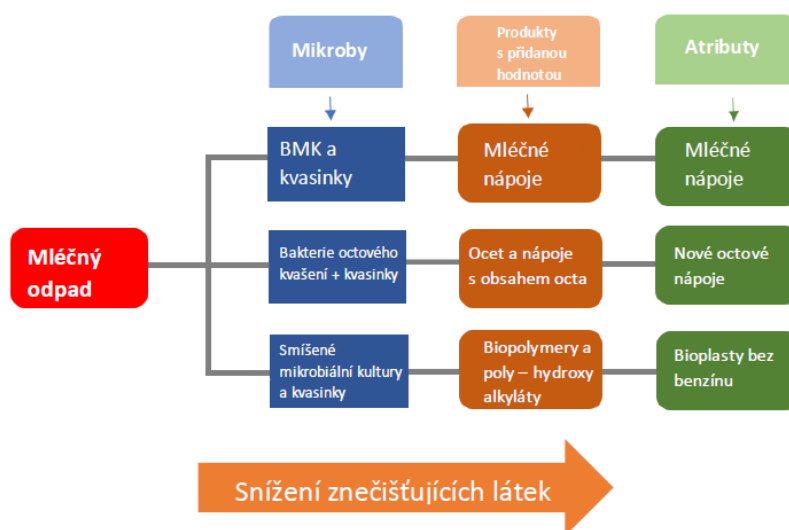 Mikroby
Produkty
s přidanou
hodnotou
Atributy
BMK a
kvasinky
Mléčné
nápoje
Mléčné
nápoje
Mléčný
odpad
Bakterie octového
kvašení + kvasinky
Ocet a nápoje
s obsahem octa
Nové octové
nápoje
Smíšené
mikrobiální kultury
a kvasinky
Biopolymery a
poly – hydroxy
alkyláty
Bioplasty bez
benzínu
Snížení znečišťujících látek